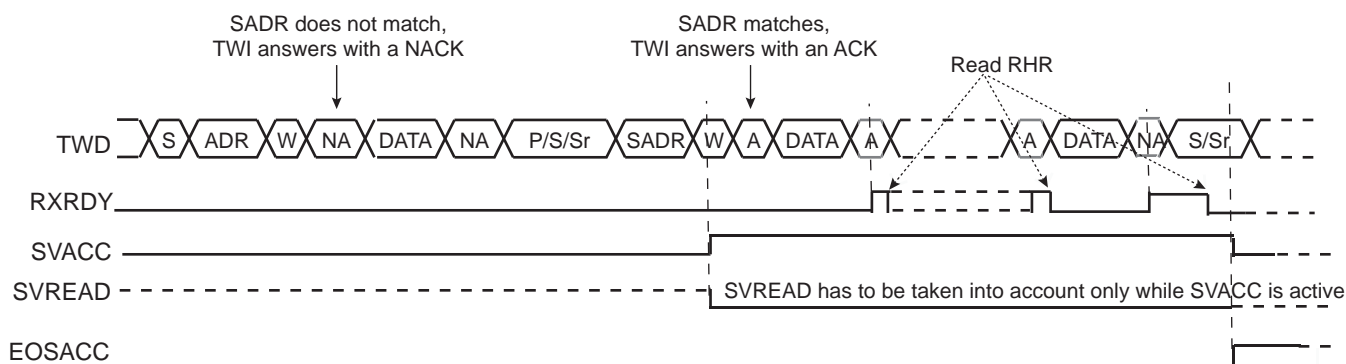 SADR does not match,
TWI answers with a NACK
SADR matches,
TWI answers with an ACK
Read RHR
TWD S ADR W NA DATA NA P/S/Sr SADR W A DATA A A DATA NA S/Sr
RXRDY
SVACC
SVREAD SVREAD has to be taken into account only while SVACC is active
EOSACC